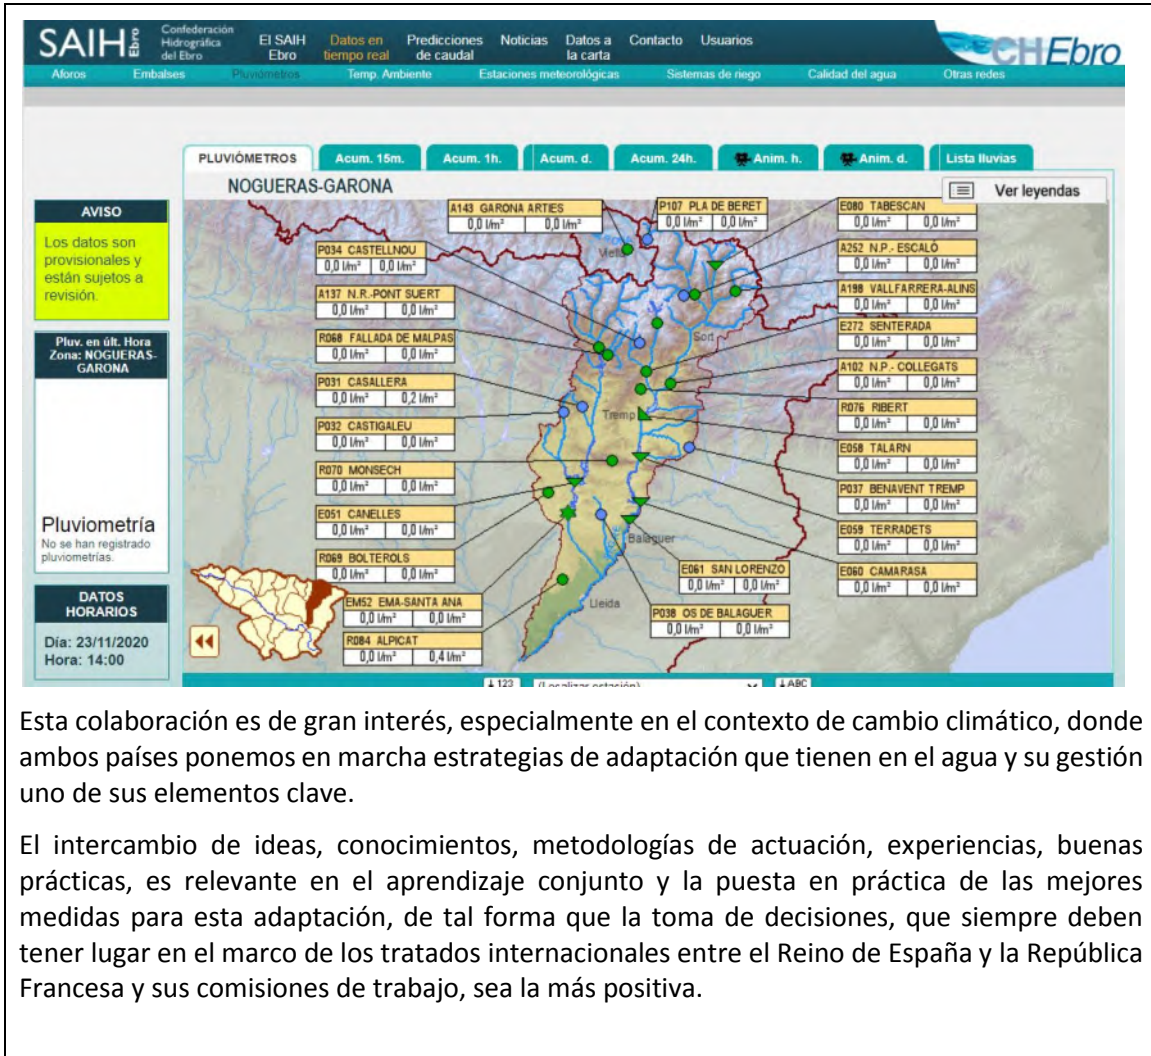 SAIH Ebro
Confederación
Hidrográfica
del Ebro
El SAIH
Ebro
Datos en
tiempo real
Predicciones
de caudal
Noticias
Datos a
la carta
Contacto
Usuarios
CHEbro
Aforos
Embalses
Pluviómetros
Temp. Ambiente
Estaciones meteorológicas
Sistemas de riego
Calidad del agua
Otras redes
PLUVIÓMETROS
Acum. 15m.
Acum. 1h.
Acum. d.
Acum. 24h.
Anim. h.
Anim. d.
Lista lluvias
NOGUERAS-GARONA
Ver leyendas
AVISO
Los datos son
provisionales y
están sujetos a
revisión.
Pluv. en últ. Hora
Zona: NOGUERAS-
GARONA
Pluviometría
No se han registrado
pluviometrías.
DATOS
HORARIOS
Día: 23/11/2020
Hora: 14:00
A143 GARONA ARTIES
0,0 l/m² 0,0 l/m²
P107 PLA DE BERET
0,0 l/m² 0,0 l/m²
E080 TABESCAN
0,0 l/m² 0,0 l/m²
P034 CASTELLNOU
0,0 l/m² 0,0 l/m²
A252 N.P.- ESCALÓ
0,0 l/m² 0,0 l/m²
A137 N.R.-PONT SUERT
0,0 l/m² 0,0 l/m²
A198 VALLFARRERA-ALINS
0,0 l/m² 0,0 l/m²
R068 FALLADA DE MALPAS
0,0 l/m² 0,0 l/m²
E272 SENTERADA
0,0 l/m² 0,0 l/m²
P031 CASALLERA
0,0 l/m² 0,2 l/m²
A102 N.P.- COLLEGATS
0,0 l/m² 0,0 l/m²
P032 CASTIGALEU
0,0 l/m² 0,0 l/m²
R076 RIBERT
0,0 l/m² 0,0 l/m²
R070 MONSECH
0,0 l/m² 0,0 l/m²
E058 TALARN
0,0 l/m² 0,0 l/m²
E051 CANELLES
0,0 l/m² 0,0 l/m²
P037 BENAVENT TREMP
0,0 l/m² 0,0 l/m²
R069 BOLTEROLS
0,0 l/m² 0,0 l/m²
E059 TERRADETS
0,0 l/m² 0,0 l/m²
E061 SAN LORENZO
0,0 l/m² 0,0 l/m²
E060 CAMARASA
0,0 l/m² 0,0 l/m²
EM52 EMA-SANTA ANA
0,0 l/m² 0,0 l/m²
P038 OS DE BALAGUER
0,0 l/m² 0,0 l/m²
R084 ALPICAT
0,0 l/m² 0,4 l/m²
Viella
Sort
Tremp
Balaguer
Lleida
123
(Localizar estación)
ABC
Esta colaboración es de gran interés, especialmente en el contexto de cambio climático, donde
ambos países ponemos en marcha estrategias de adaptación que tienen en el agua y su gestión
uno de sus elementos clave.
El intercambio de ideas, conocimientos, metodologías de actuación, experiencias, buenas
prácticas, es relevante en el aprendizaje conjunto y la puesta en práctica de las mejores
medidas para esta adaptación, de tal forma que la toma de decisiones, que siempre deben
tener lugar en el marco de los tratados internacionales entre el Reino de España y la República
Francesa y sus comisiones de trabajo, sea la más positiva.